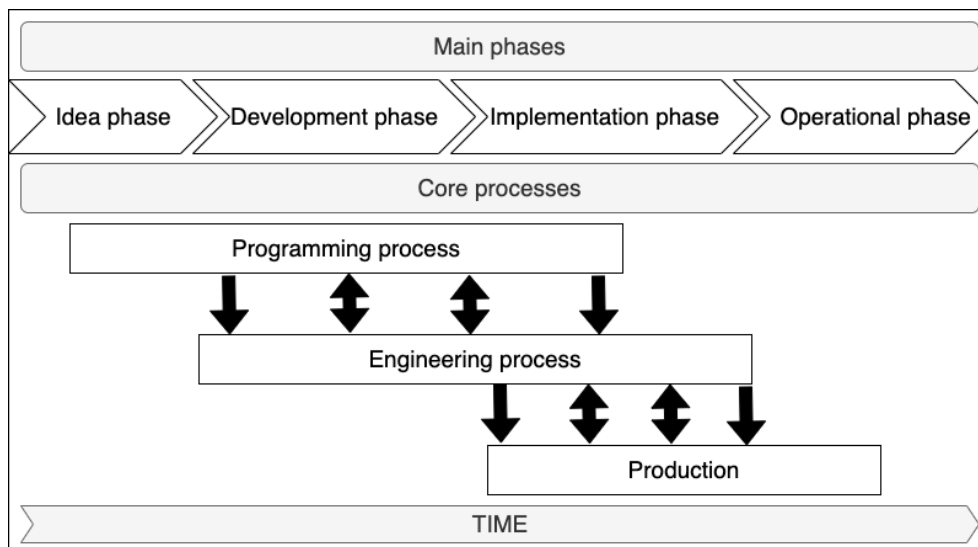 Main phases
Idea phase
Development phase
Implementation phase
Operational phase
Core processes
Programming process
Engineering process
Production
TIME